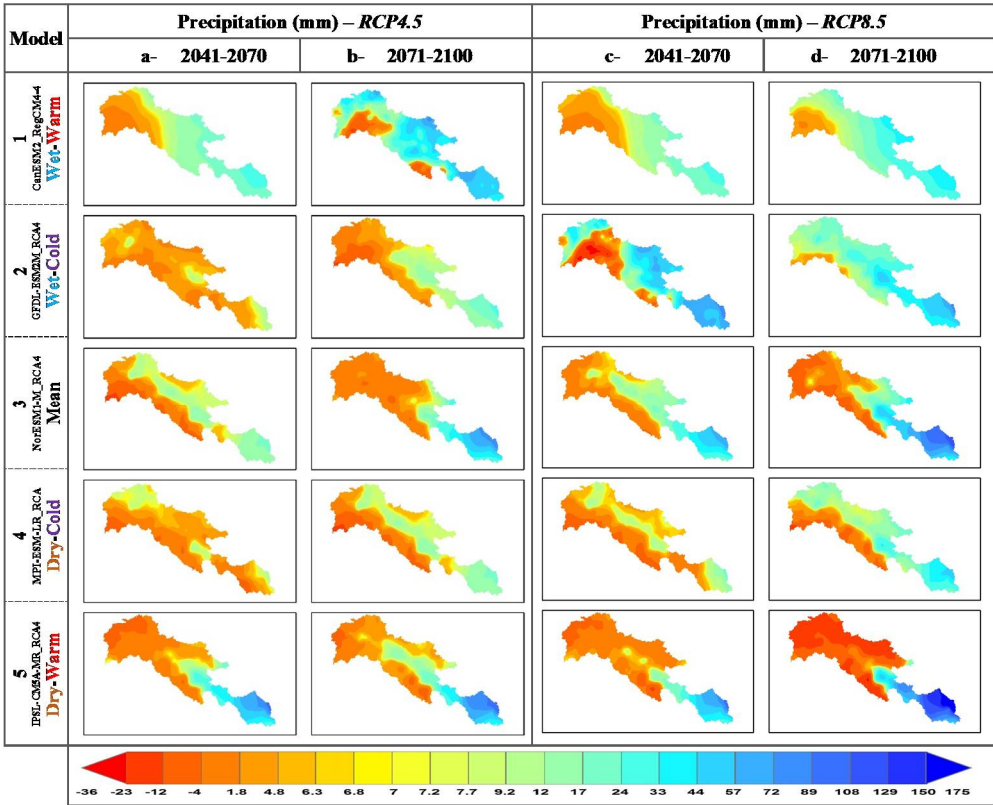 Model
Precipitation (mm) – RCP4.5
Precipitation (mm) – RCP8.5
a- 2041-2070
b- 2071-2100
c- 2041-2070
d- 2071-2100
1
CanESM2_RegCM4-4
Wet-Warm
2
GFDL-ESM2M_RCA4
Wet-Cold
3
NorESM1-M_RCA4
Mean
4
MPI-ESM-LR_RCA
Dry-Cold
5
IPSL-CM5A-MR_RCA4
Dry-Warm
-36 -23 -12 -4 1.8 4.8 6.3 6.8 7 7.2 7.7 9.2 12 17 24 33 44 57 72 89 108 129 150 175